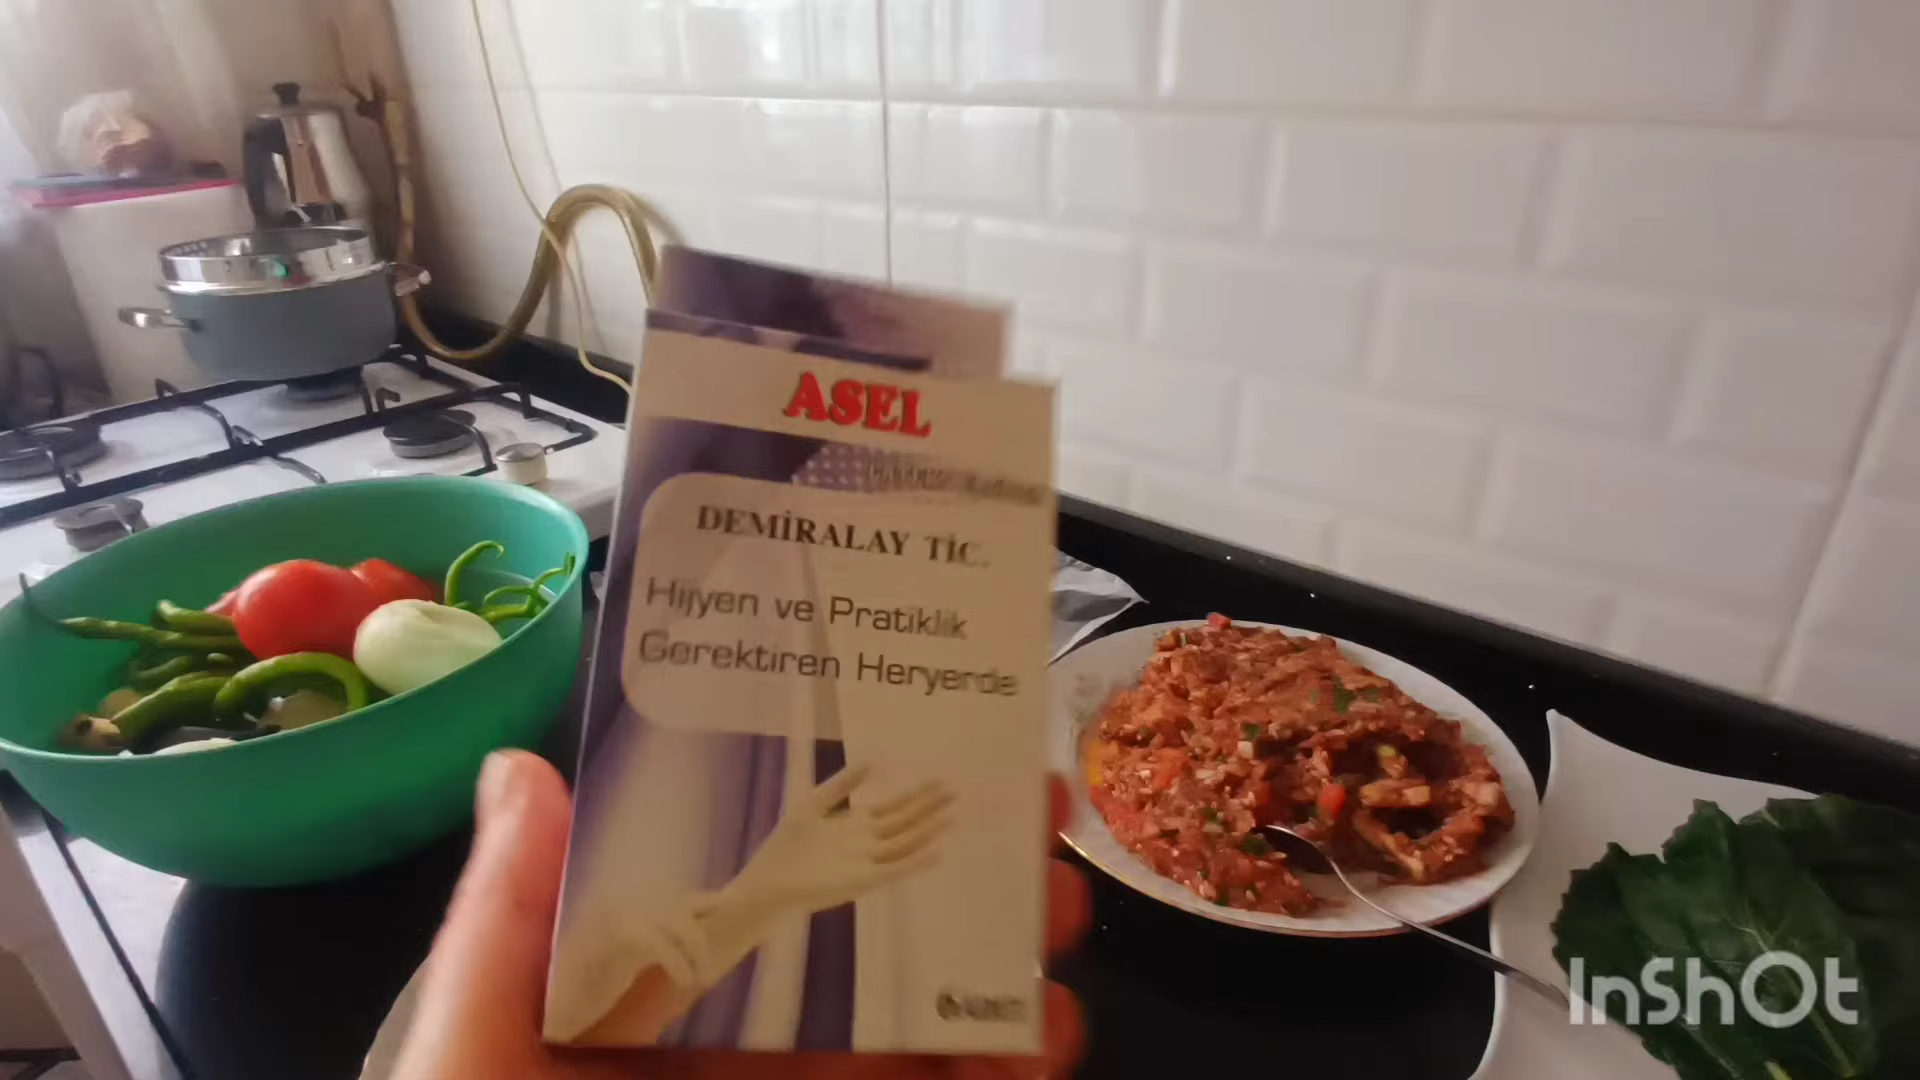 ASEL
DEMİRALAY TİC.
Hijyen ve Pratiklik
Gerektiren Heryerde
InShOt